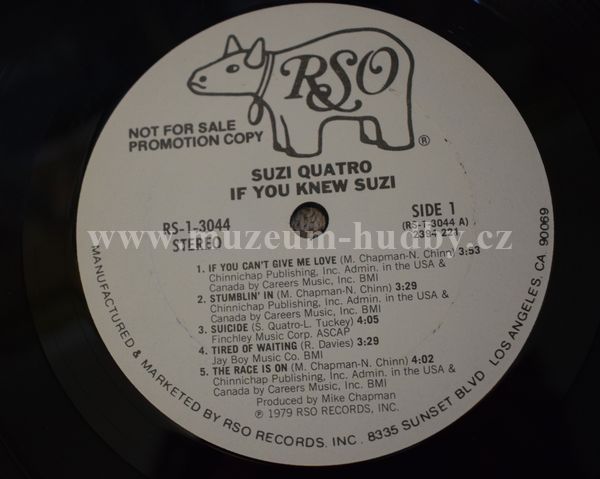 RSO
®
NOT FOR SALE
PROMOTION COPY
SUZI QUATRO
IF YOU KNEW SUZI
RS-1-3044
STEREO
SIDE 1
(RS-1-3044 A)
2394 221
www.muzeum-hudby.cz
1. IF YOU CAN'T GIVE ME LOVE (M. Chapman-N. Chinn) 3:53
Chinnichap Publishing, Inc. Admin. in the USA &
Canada by Careers Music, Inc. BMI
2. STUMBLIN' IN (M. Chapman-N. Chinn) 3:29
Chinnichap Publishing, Inc. Admin. in the USA &
Canada by Careers Music, Inc. BMI
3. SUICIDE (S. Quatro-L. Tuckey) 4:05
Finchley Music Corp. ASCAP
4. TIRED OF WAITING (R. Davies) 3:29
Jay Boy Music Co. BMI
5. THE RACE IS ON (M. Chapman-N. Chinn) 4:02
Chinnichap Publishing, Inc. Admin. in the USA &
Canada by Careers Music, Inc. BMI
Produced by Mike Chapman
℗ 1979 RSO RECORDS, INC.
MANUFACTURED & MARKETED BY RSO RECORDS, INC., 8335 SUNSET BLVD LOS ANGELES, CA. 90069